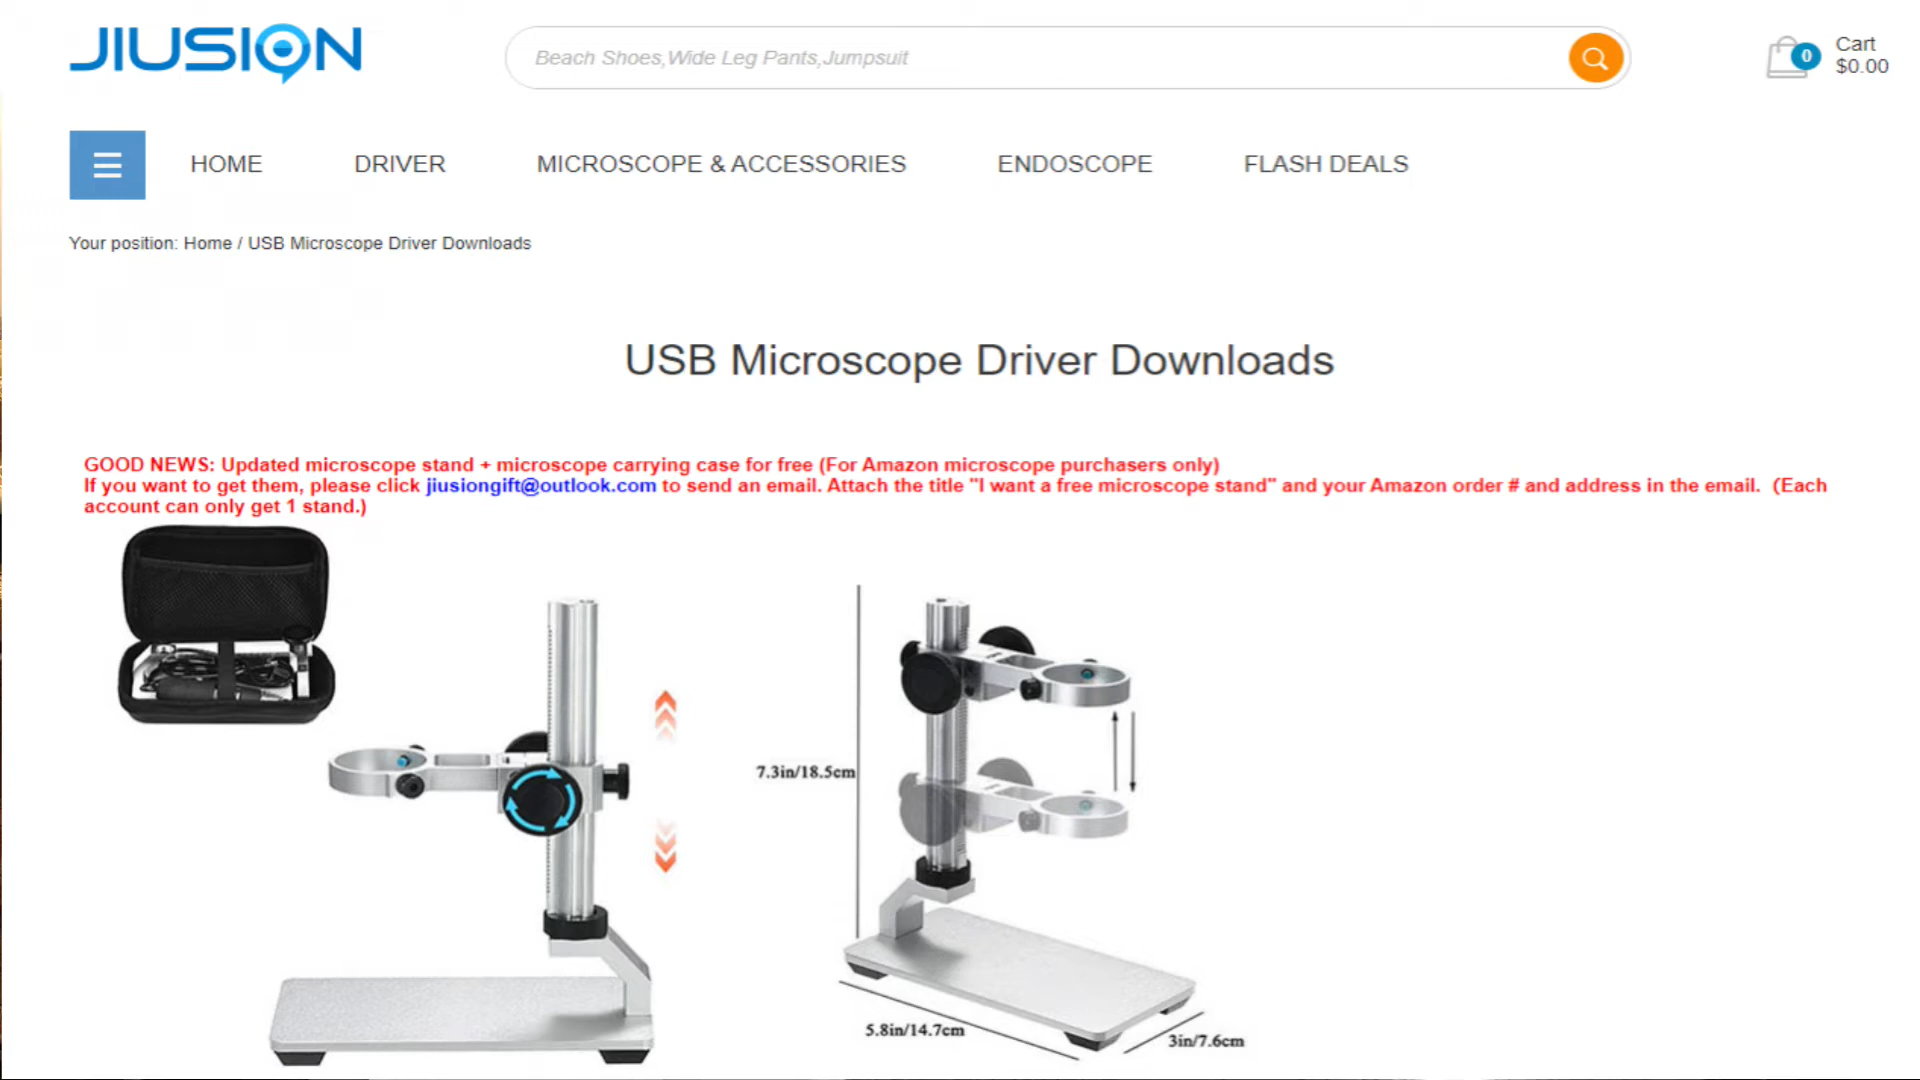 JIUSION
Beach Shoes,Wide Leg Pants,Jumpsuit
0
Cart
$0.00
HOME
DRIVER
MICROSCOPE & ACCESSORIES
ENDOSCOPE
FLASH DEALS
Your position: Home / USB Microscope Driver Downloads
USB Microscope Driver Downloads
GOOD NEWS: Updated microscope stand + microscope carrying case for free (For Amazon microscope purchasers only)
If you want to get them, please click jiusiongift@outlook.com to send an email. Attach the title "I want a free microscope stand" and your Amazon order # and address in the email.  (Each
account can only get 1 stand.)
7.3in/18.5cm
5.8in/14.7cm
3in/7.6cm